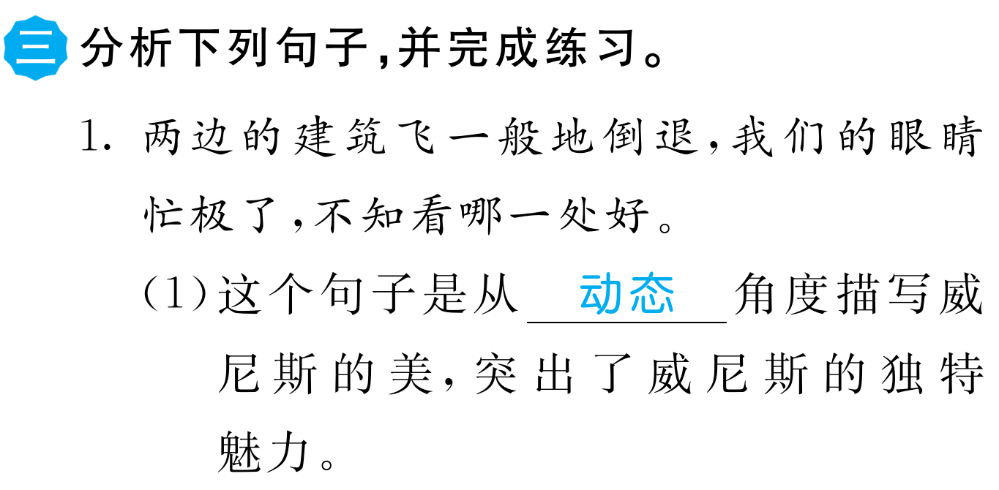 三 分析下列句子,并完成练习。
1. 两边的建筑飞一般地倒退,我们的眼睛
忙极了,不知看哪一处好。
(1)这个句子是从 动态 角度描写威
尼斯的美,突出了威尼斯的独特
魅力。